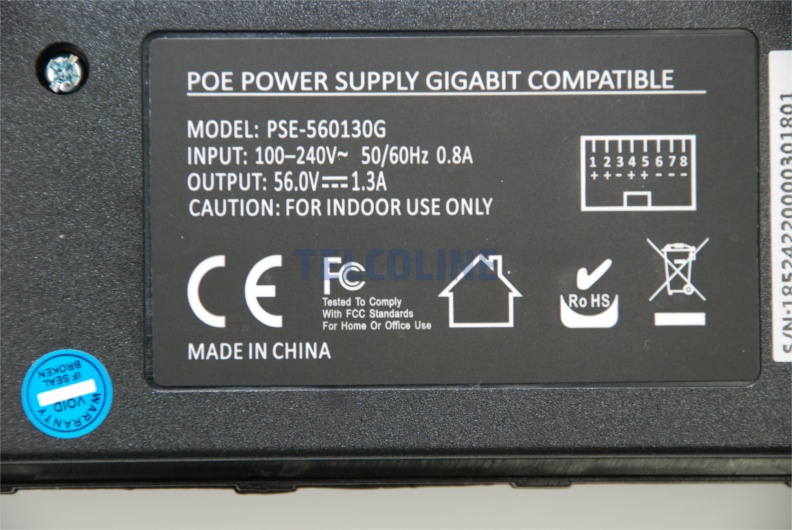 POE POWER SUPPLY GIGABIT COMPATIBLE
MODEL: PSE-560130G
INPUT: 100–240V~ 50/60Hz 0.8A
OUTPUT: 56.0V⎓1.3A
CAUTION: FOR INDOOR USE ONLY
1 2 3 4 5 6 7 8
+ + - + + - - -
TELCOLINE
CE
FC
Tested To Comply
With FCC Standards
For Home Or Office Use
RoHS
MADE IN CHINA
WARRANTY
VOID
IF SEAL
BROKEN
S/N:18524220000301801